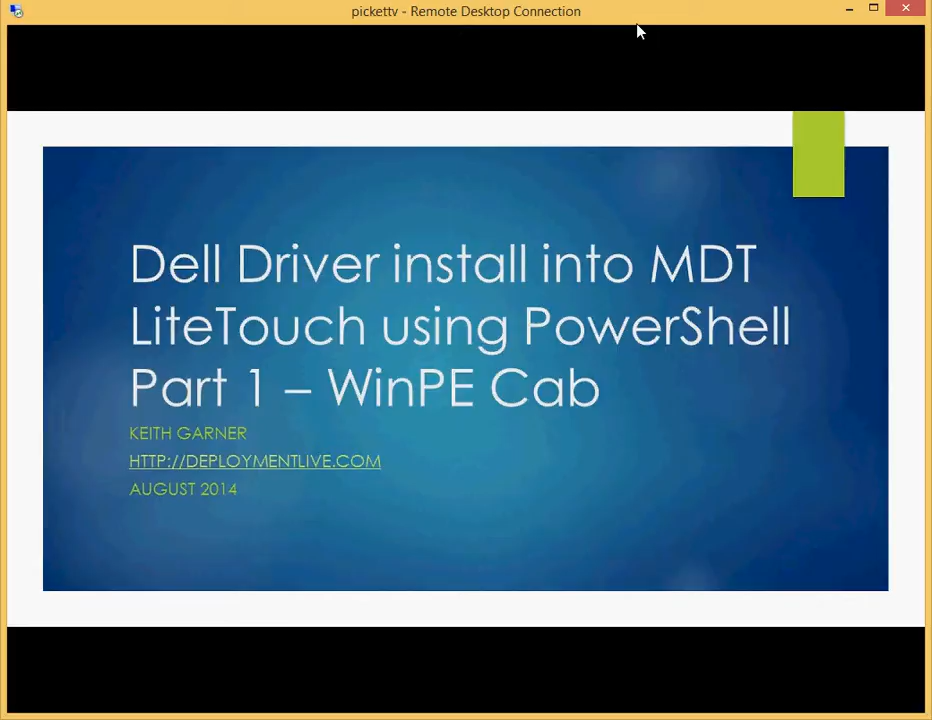 pickettv - Remote Desktop Connection
Dell Driver install into MDT
LiteTouch using PowerShell
Part 1 – WinPE Cab
KEITH GARNER
HTTP://DEPLOYMENTLIVE.COM
AUGUST 2014